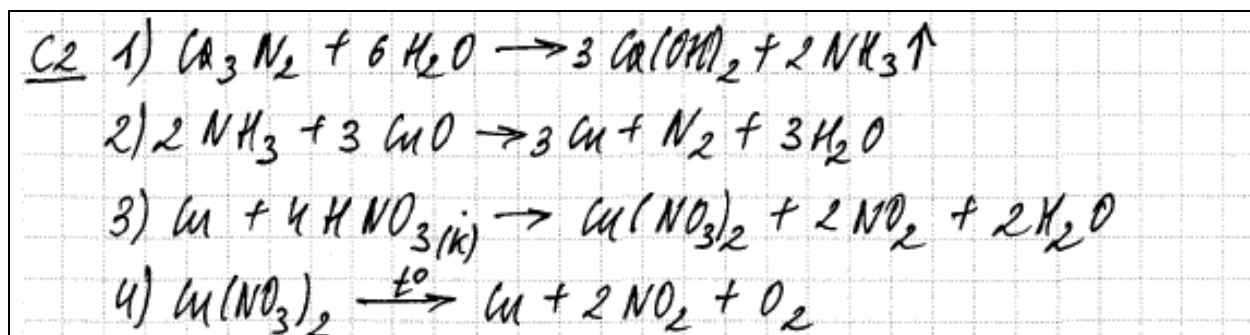 C2 1) Ca₃N₂ + 6H₂O → 3Ca(OH)₂ + 2NH₃↑
2) 2NH₃ + 3CuO → 3Cu + N₂ + 3H₂O
3) Cu + 4HNO₃(к) → Cu(NO₃)₂ + 2NO₂ + 2H₂O
4) Cu(NO₃)₂ —t°→ Cu + 2NO₂ + O₂